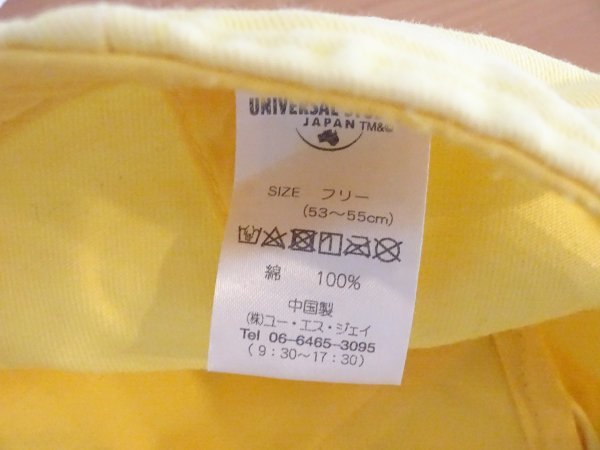 UNIVERSAL
JAPAN TM&
SIZE フリー
(53～55cm)
綿 100%
中国製
(株)ユー・エス・ジェイ
Tel 06-6465-3095
(9:30～17:30)